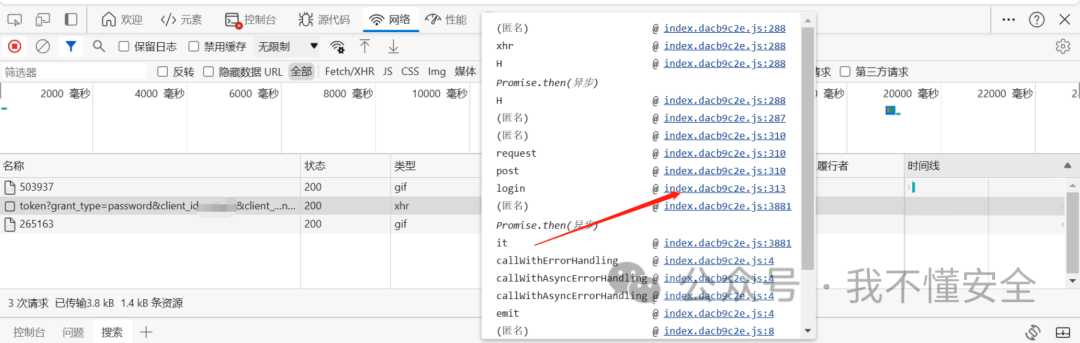 欢迎 元素 控制台 源代码 网络 性能
保留日志 禁用缓存 无限制
筛选器 反转 隐藏数据 URL 全部 Fetch/XHR JS CSS Img 媒体 求 第三方请求
2000 毫秒 4000 毫秒 6000 毫秒 8000 毫秒 10000 毫 20000 毫秒 22000 毫秒 2
名称 状态 类型 履行者 时间线
503937 200 gif
token?grant_type=password&client_id &client_...n... 200 xhr
265163 200 gif
3 次请求 已传输3.8 kB 1.4 kB 条资源
控制台 问题 搜索
(匿名) @ index.dacb9c2e.js:288
xhr @ index.dacb9c2e.js:288
H @ index.dacb9c2e.js:288
Promise.then(异步)
H @ index.dacb9c2e.js:288
(匿名) @ index.dacb9c2e.js:287
(匿名) @ index.dacb9c2e.js:310
request @ index.dacb9c2e.js:310
post @ index.dacb9c2e.js:310
login @ index.dacb9c2e.js:313
(匿名) @ index.dacb9c2e.js:3881
Promise.then(异步)
it @ index.dacb9c2e.js:3881
callWithErrorHandling @ index.dacb9c2e.js:4
callWithAsyncErrorHandling @ index.dacb9c2e.js:4
callWithAsyncErrorHandling @ index.dacb9c2e.js:4
emit @ index.dacb9c2e.js:4
(匿名) @ index.dacb9c2e.js:8
公众号 · 我不懂安全